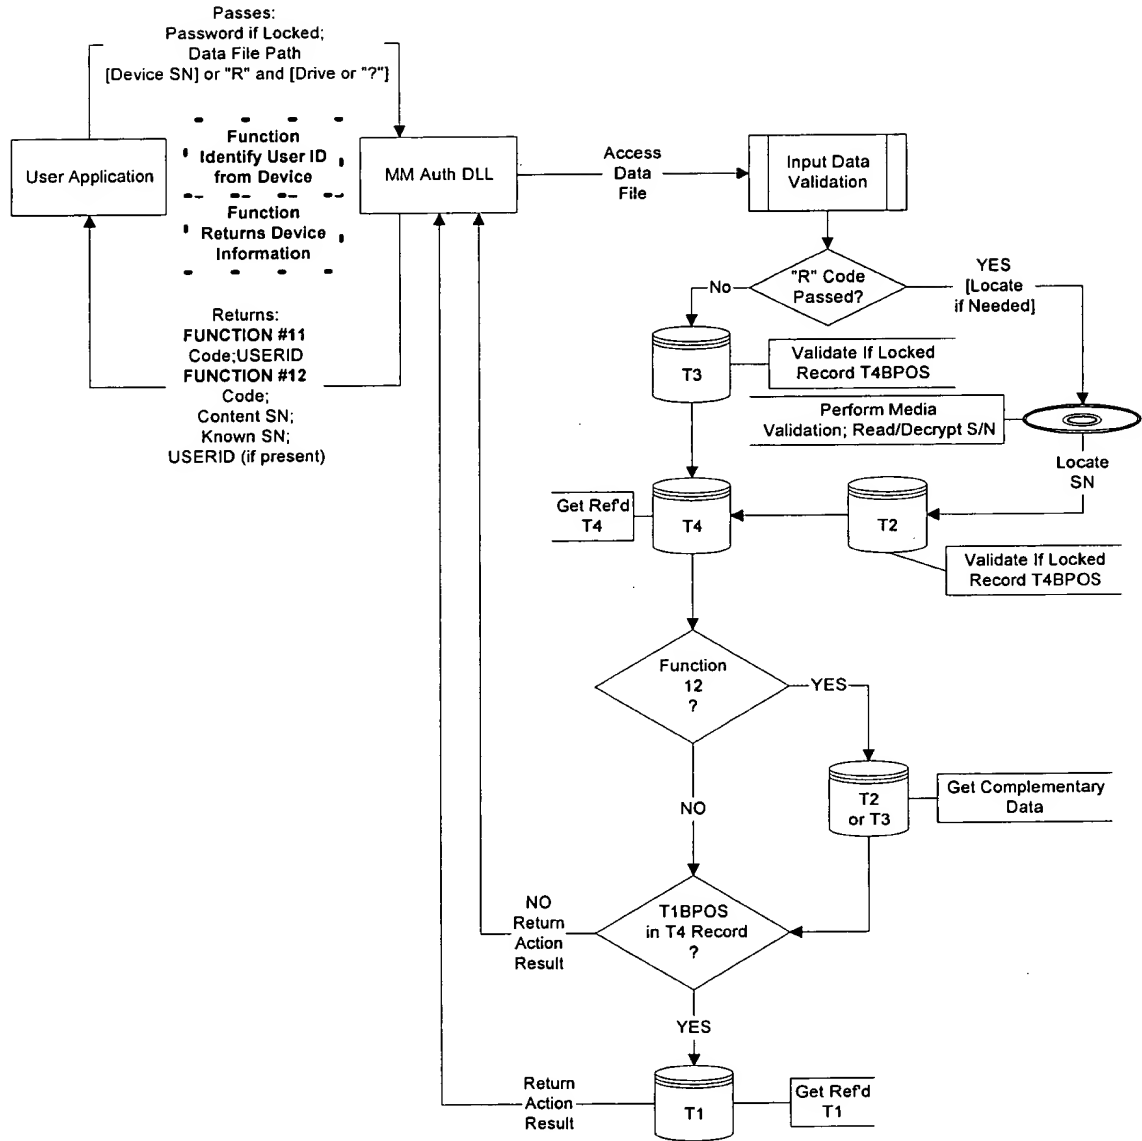 Passes:
Password if Locked;
Data File Path
[Device SN] or "R" and [Drive or "?"}
User Application
Function
Identify User ID
from Device
Function
Returns Device
Information
MM Auth DLL
Access
Data
File
Input Data
Validation
"R" Code
Passed?
No
YES
[Locate
if Needed]
Returns:
FUNCTION #11
Code;USERID
FUNCTION #12
Code;
Content SN;
Known SN;
USERID (if present)
T3
Validate If Locked
Record T4BPOS
Perform Media
Validation; Read/Decrypt S/N
Locate
SN
Get Ref'd
T4
T4
T2
Validate If Locked
Record T4BPOS
Function
12
?
YES
NO
T2
or T3
Get Complementary
Data
T1BPOS
in T4 Record
?
NO
Return
Action
Result
YES
Return
Action
Result
T1
Get Ref'd
T1